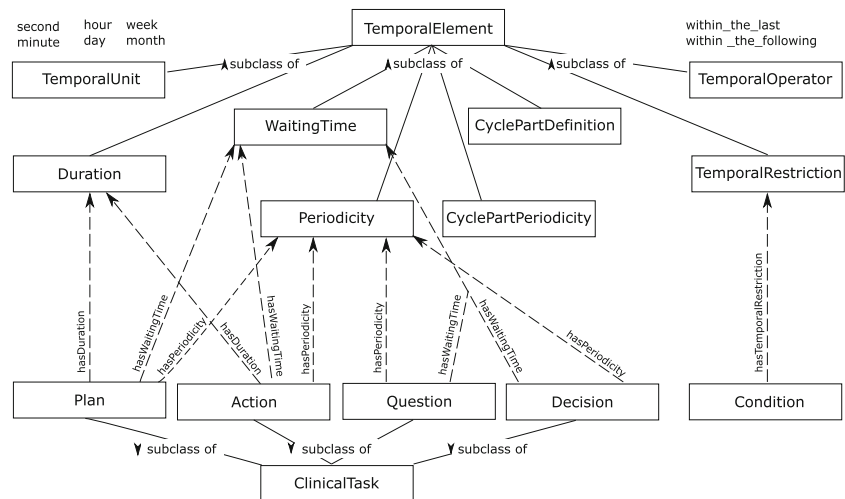 TemporalElement
second hour week
minute day month
within_the_last
within _the_following
subclass of
subclass of
subclass of
TemporalUnit
TemporalOperator
WaitingTime
CyclePartDefinition
Duration
TemporalRestriction
Periodicity
CyclePartPeriodicity
hasDuration
hasWaitingTime
hasPeriodicity
hasDuration
hasWaitingTime
hasPeriodicity
hasPeriodicity
hasWaitingTime
hasWaitingTime
hasPeriodicity
hasTemporalRestriction
Plan
Action
Question
Decision
Condition
subclass of
subclass of
subclass of
ClinicalTask